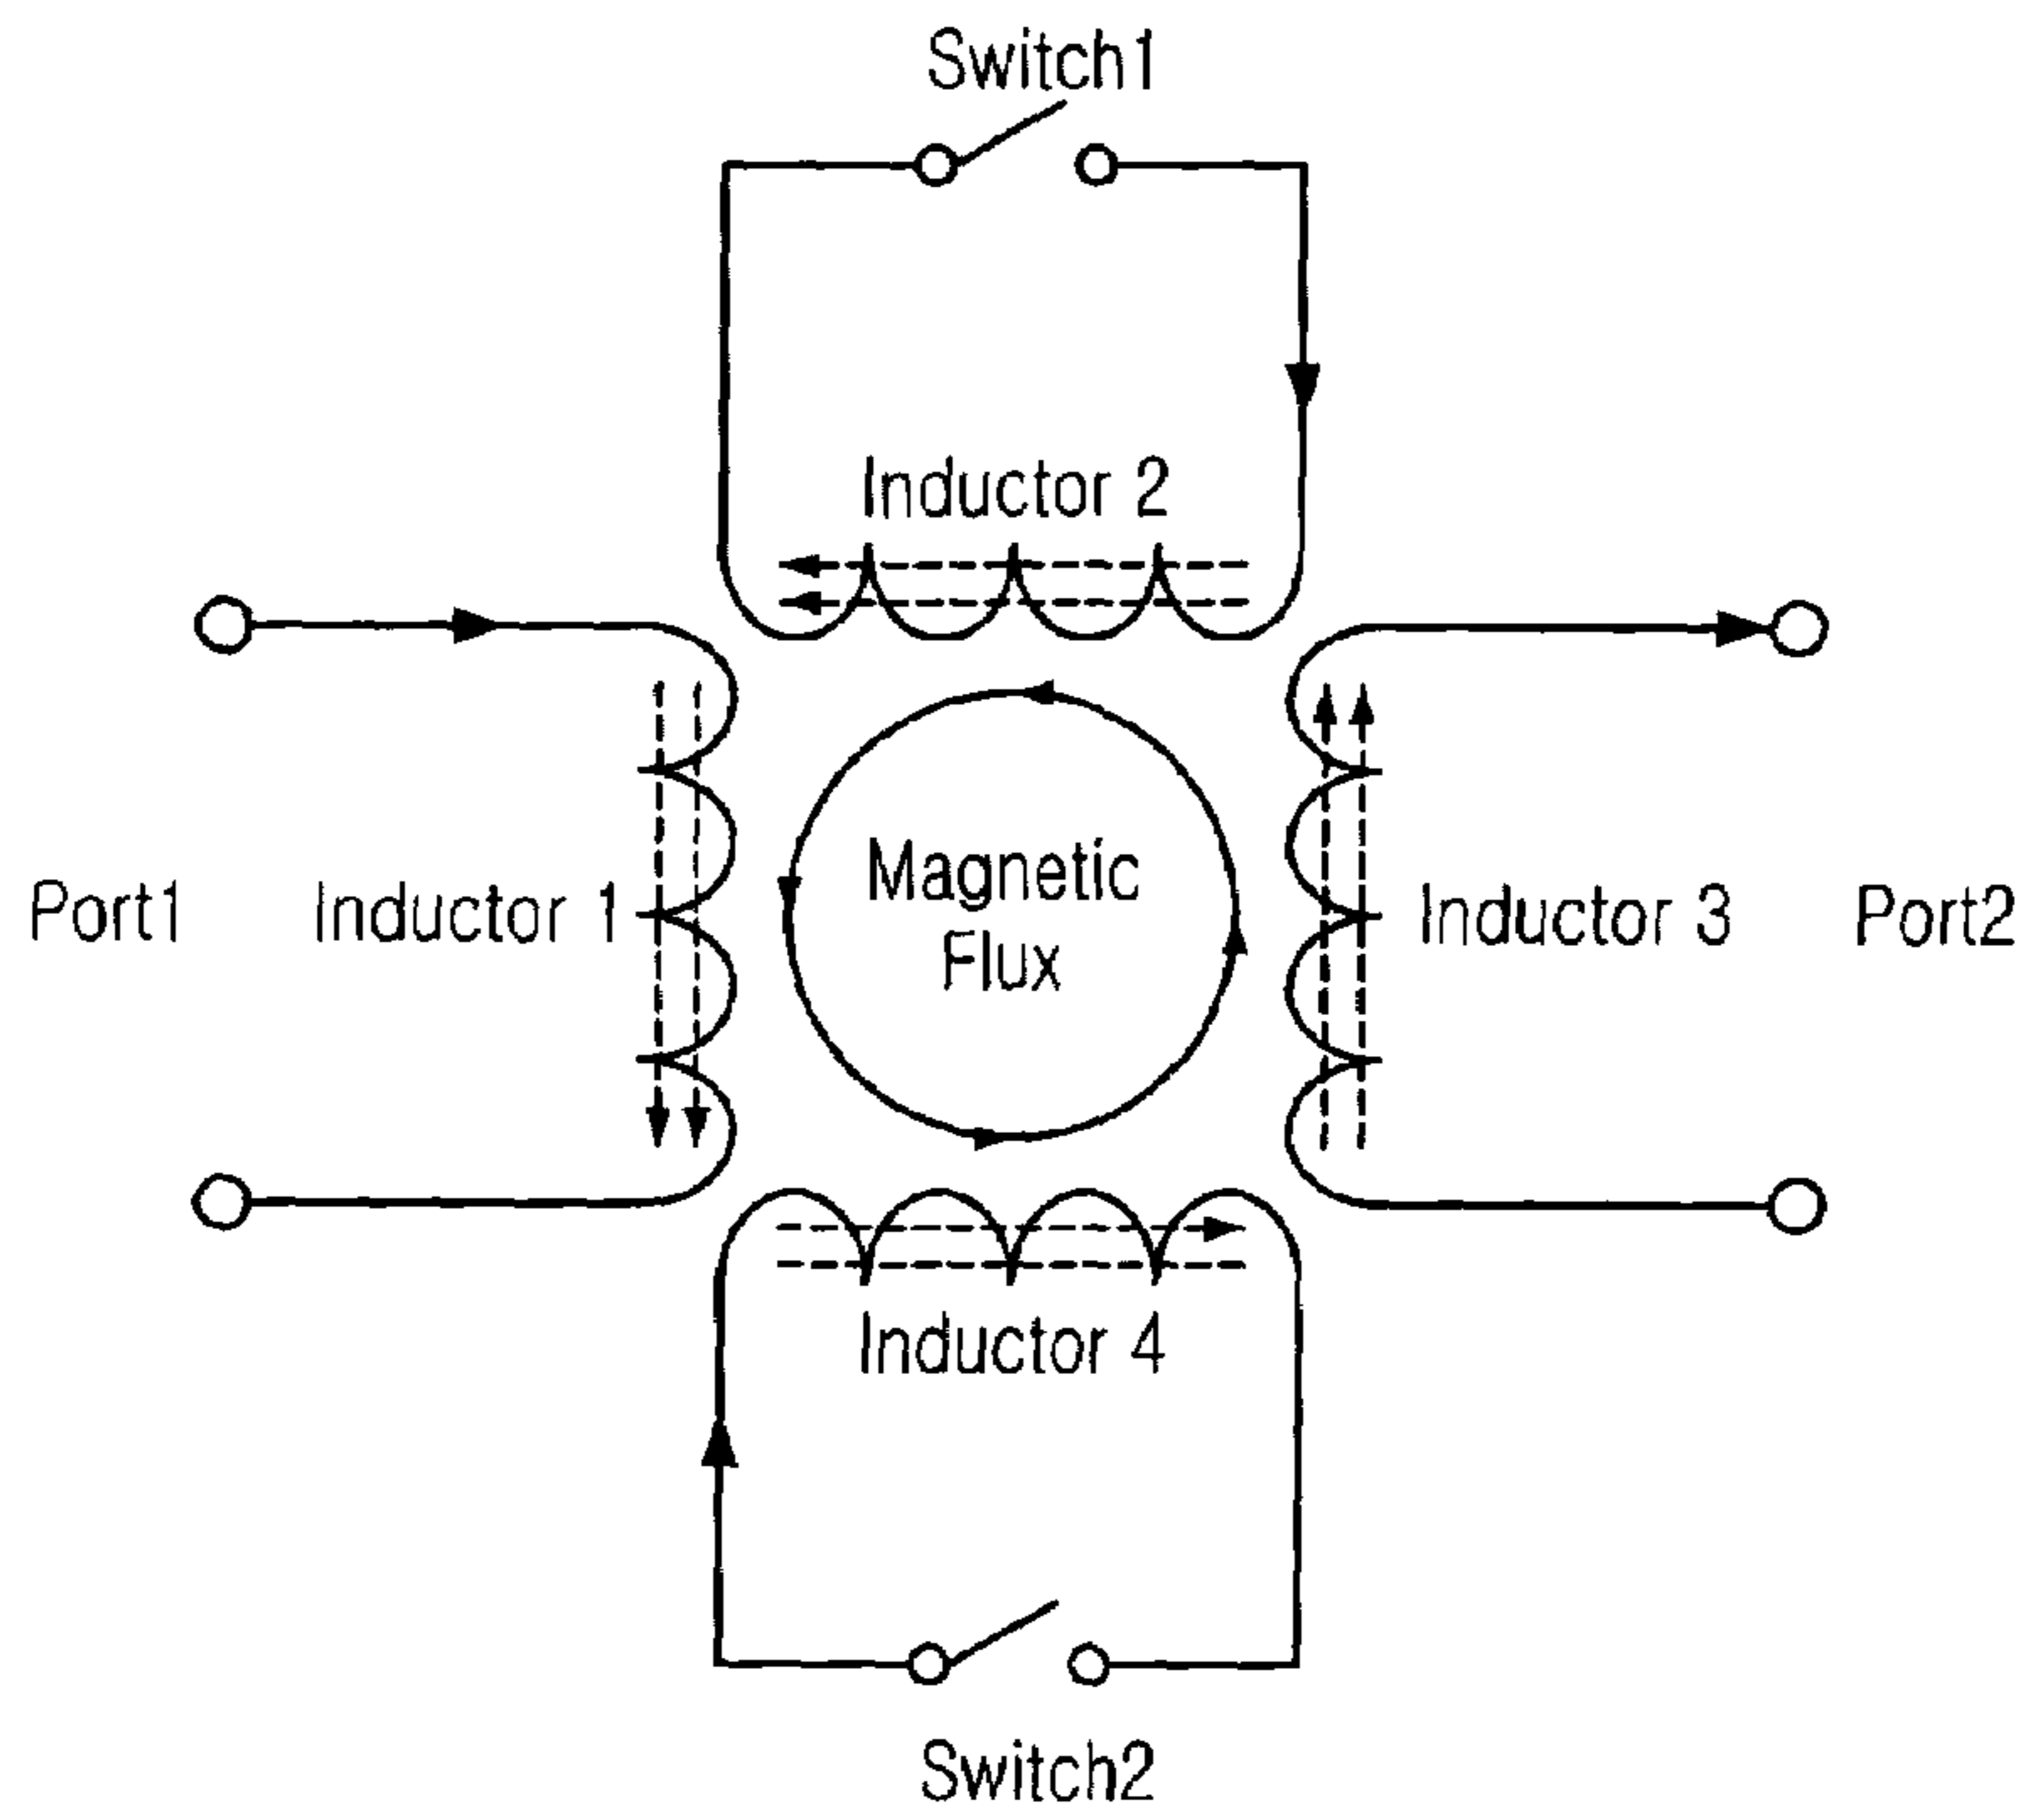 Switch1
Inductor 2
Port1
Inductor 1
Magnetic
Flux
Inductor 3
Port2
Inductor 4
Switch2